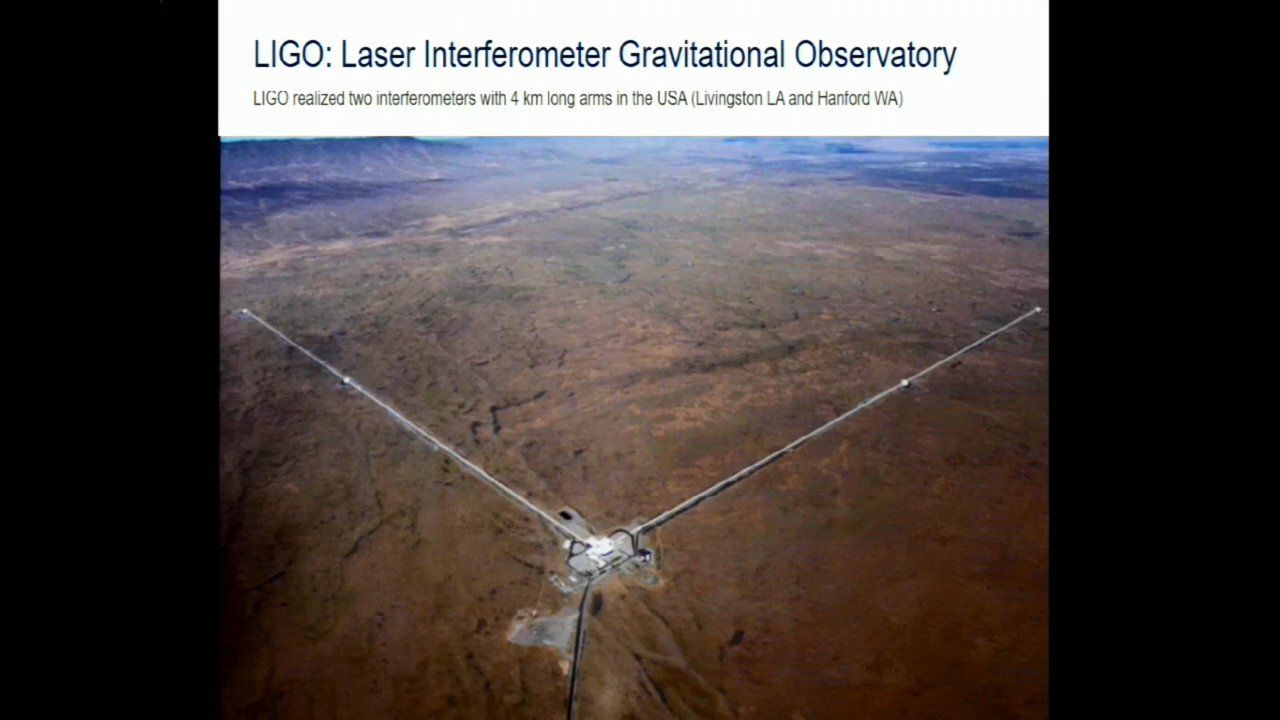 LIGO: Laser Interferometer Gravitational Observatory
LIGO realized two interferometers with 4 km long arms in the USA (Livingston LA and Hanford WA)